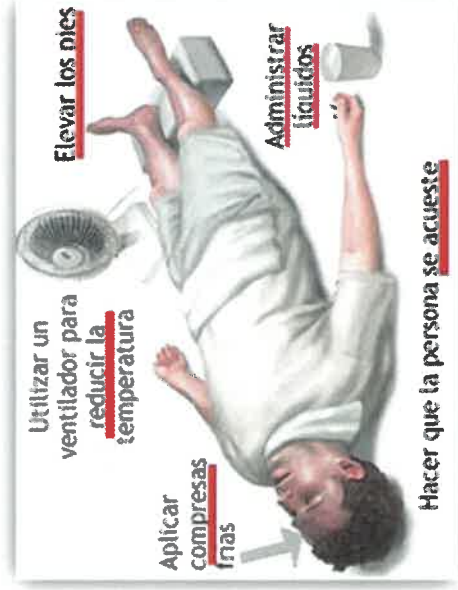 Utilizar un
ventilador para
reducir la
temperatura
Elevar los pies
Aplicar
compresas
frias
Administrar
líquidos
Hacer que la persona se acueste